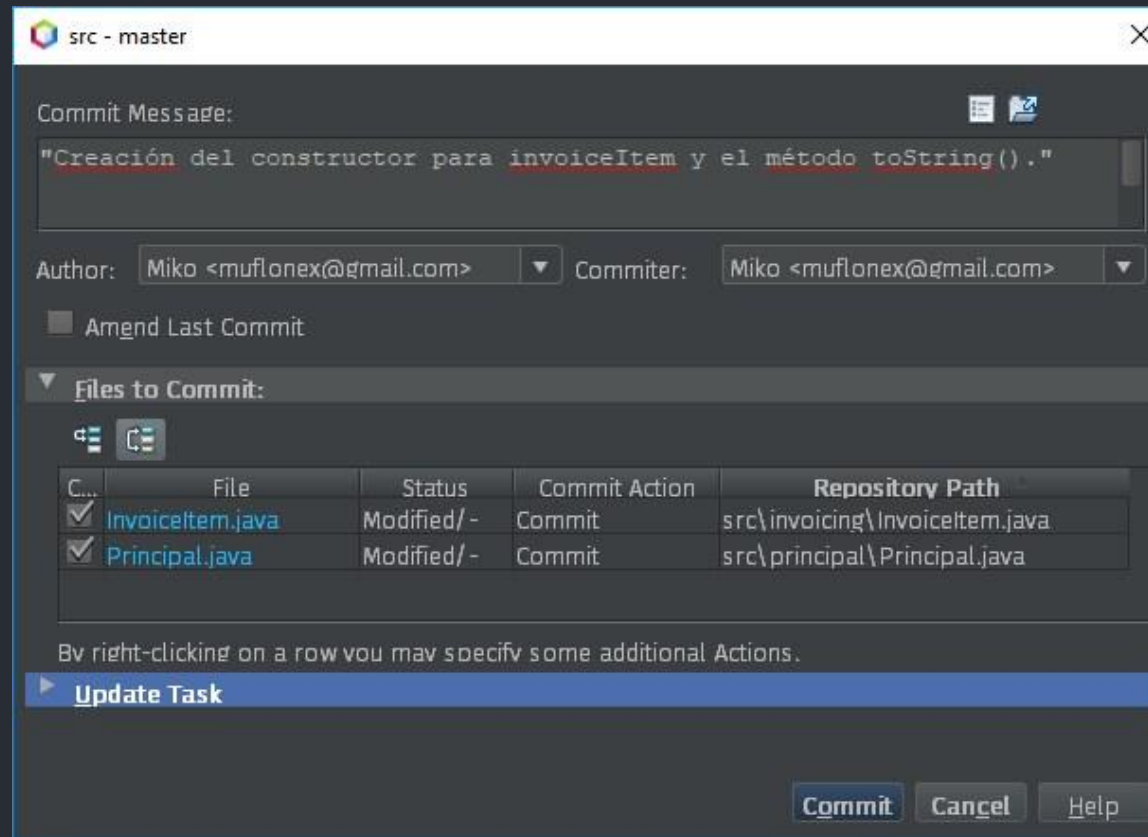 src - master
Commit Message:
"Creación del constructor para invoiceItem y el método toString()."
Author: Miko <muflonex@gmail.com> Commiter: Miko <muflonex@gmail.com>
Amend Last Commit
Files to Commit:
C... File Status Commit Action Repository Path
InvoiceItem.java Modified/- Commit src\invoicing\InvoiceItem.java
Principal.java Modified/- Commit src\principal\Principal.java
By right-clicking on a row you may specify some additional Actions.
Update Task
Commit Cancel Help